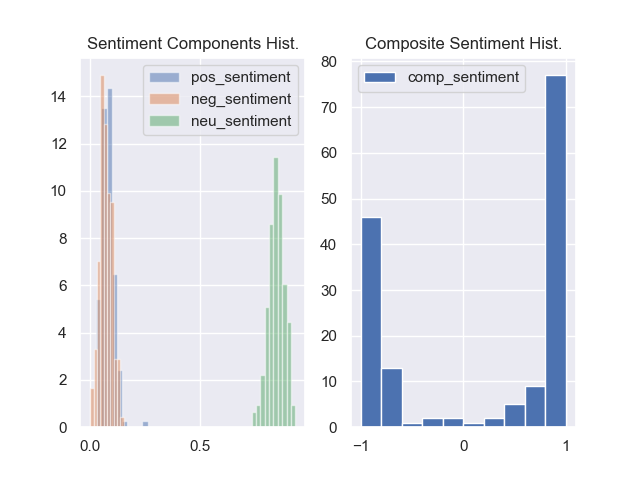 Sentiment Components Hist.
pos_sentiment
neg_sentiment
neu_sentiment
14
12
10
8
6
4
2
0
0.0 0.5
Composite Sentiment Hist.
comp_sentiment
80
70
60
50
40
30
20
10
0
−1 0 1